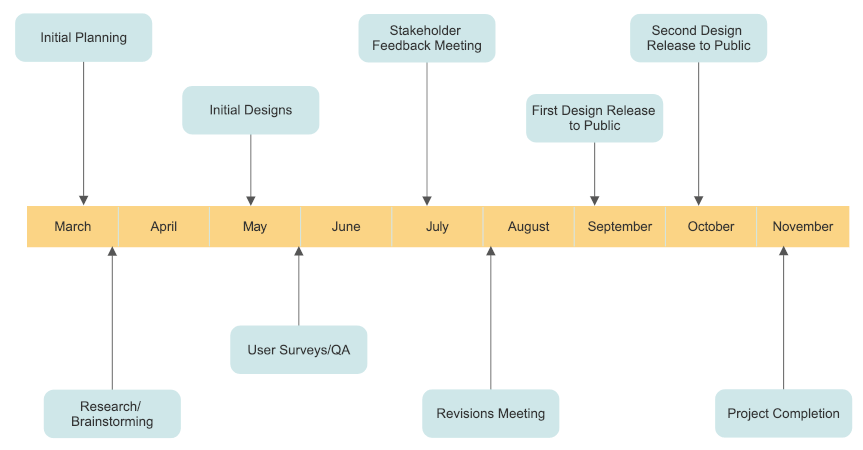 Initial Planning
Stakeholder
Feedback Meeting
Second Design
Release to Public
Initial Designs
First Design Release
to Public
March
April
May
June
July
August
September
October
November
User Surveys/QA
Research/
Brainstorming
Revisions Meeting
Project Completion